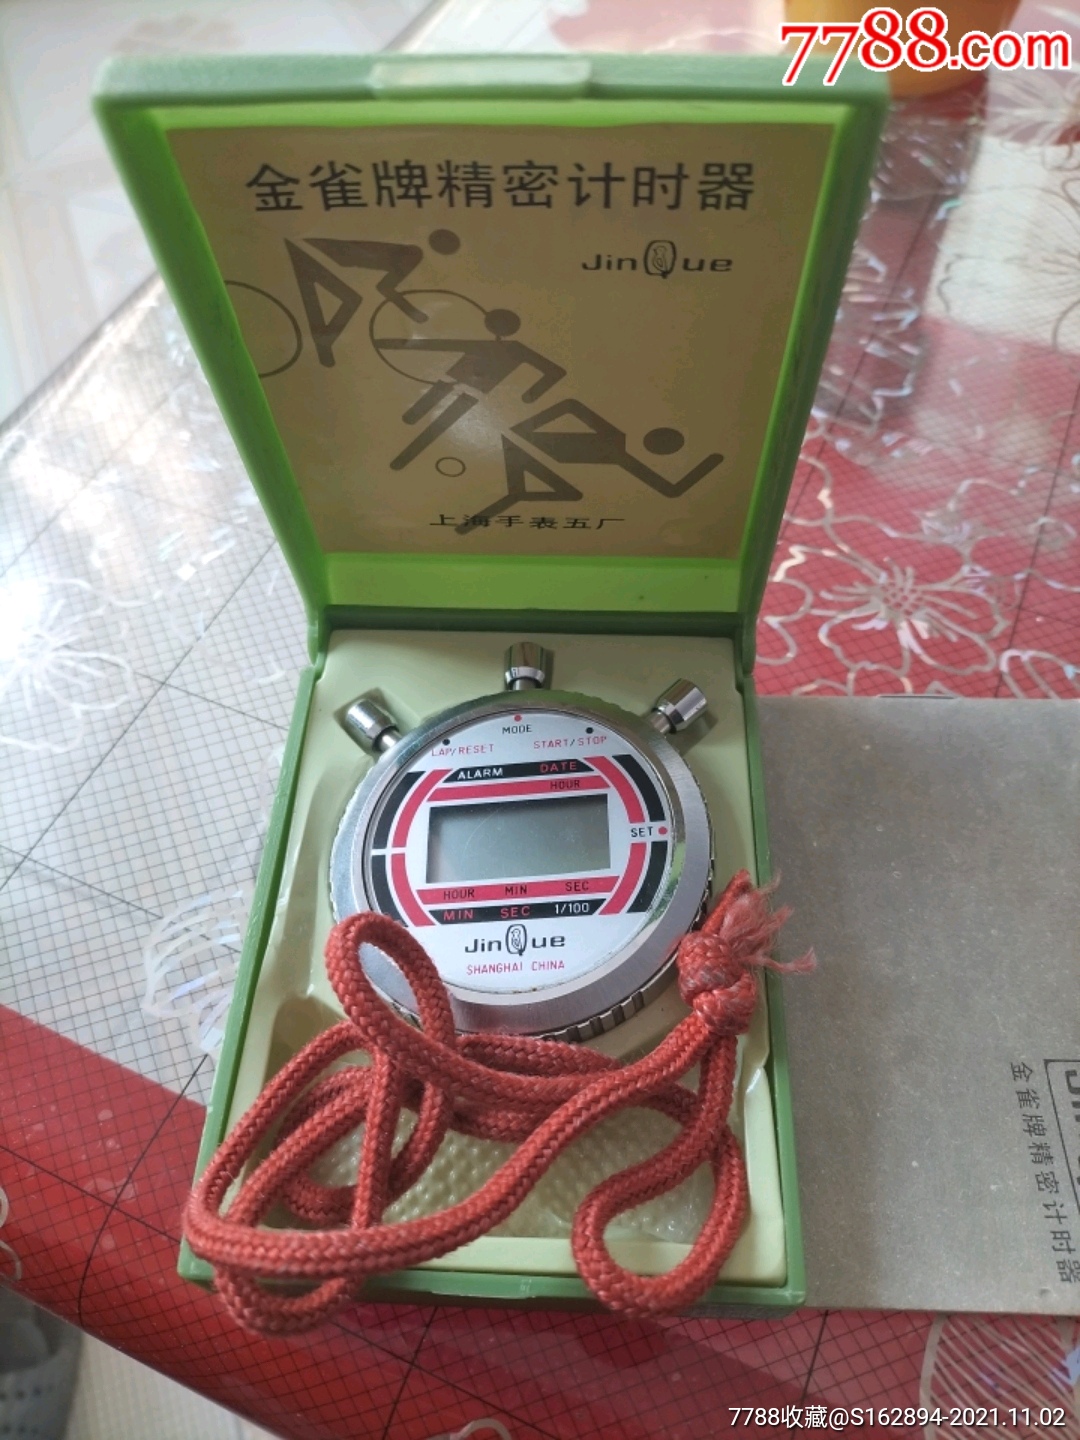 7788.com
金雀牌精密计时器
JinQue
上海手表五厂
MODE
LAP/RESET START/STOP
ALARM DATE
HOUR
SET
HOUR MIN SEC
MIN SEC 1/100
JinQue
SHANGHAI CHINA
金雀牌精密计时器
7788收藏@S162894-2021.11.02